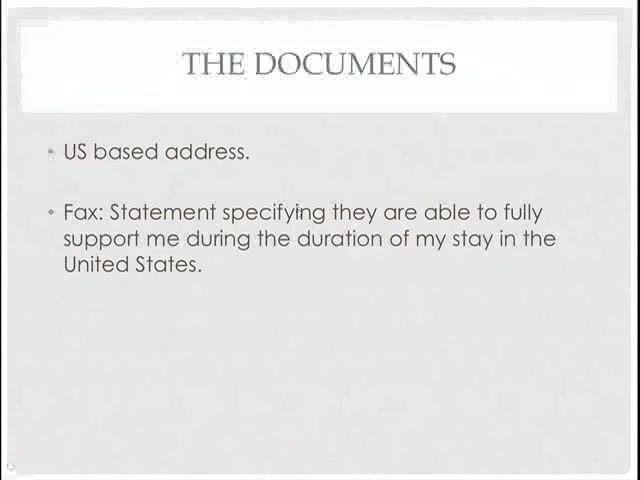 THE DOCUMENTS
• US based address.
• Fax: Statement specifying they are able to fully
support me during the duration of my stay in the
United States.